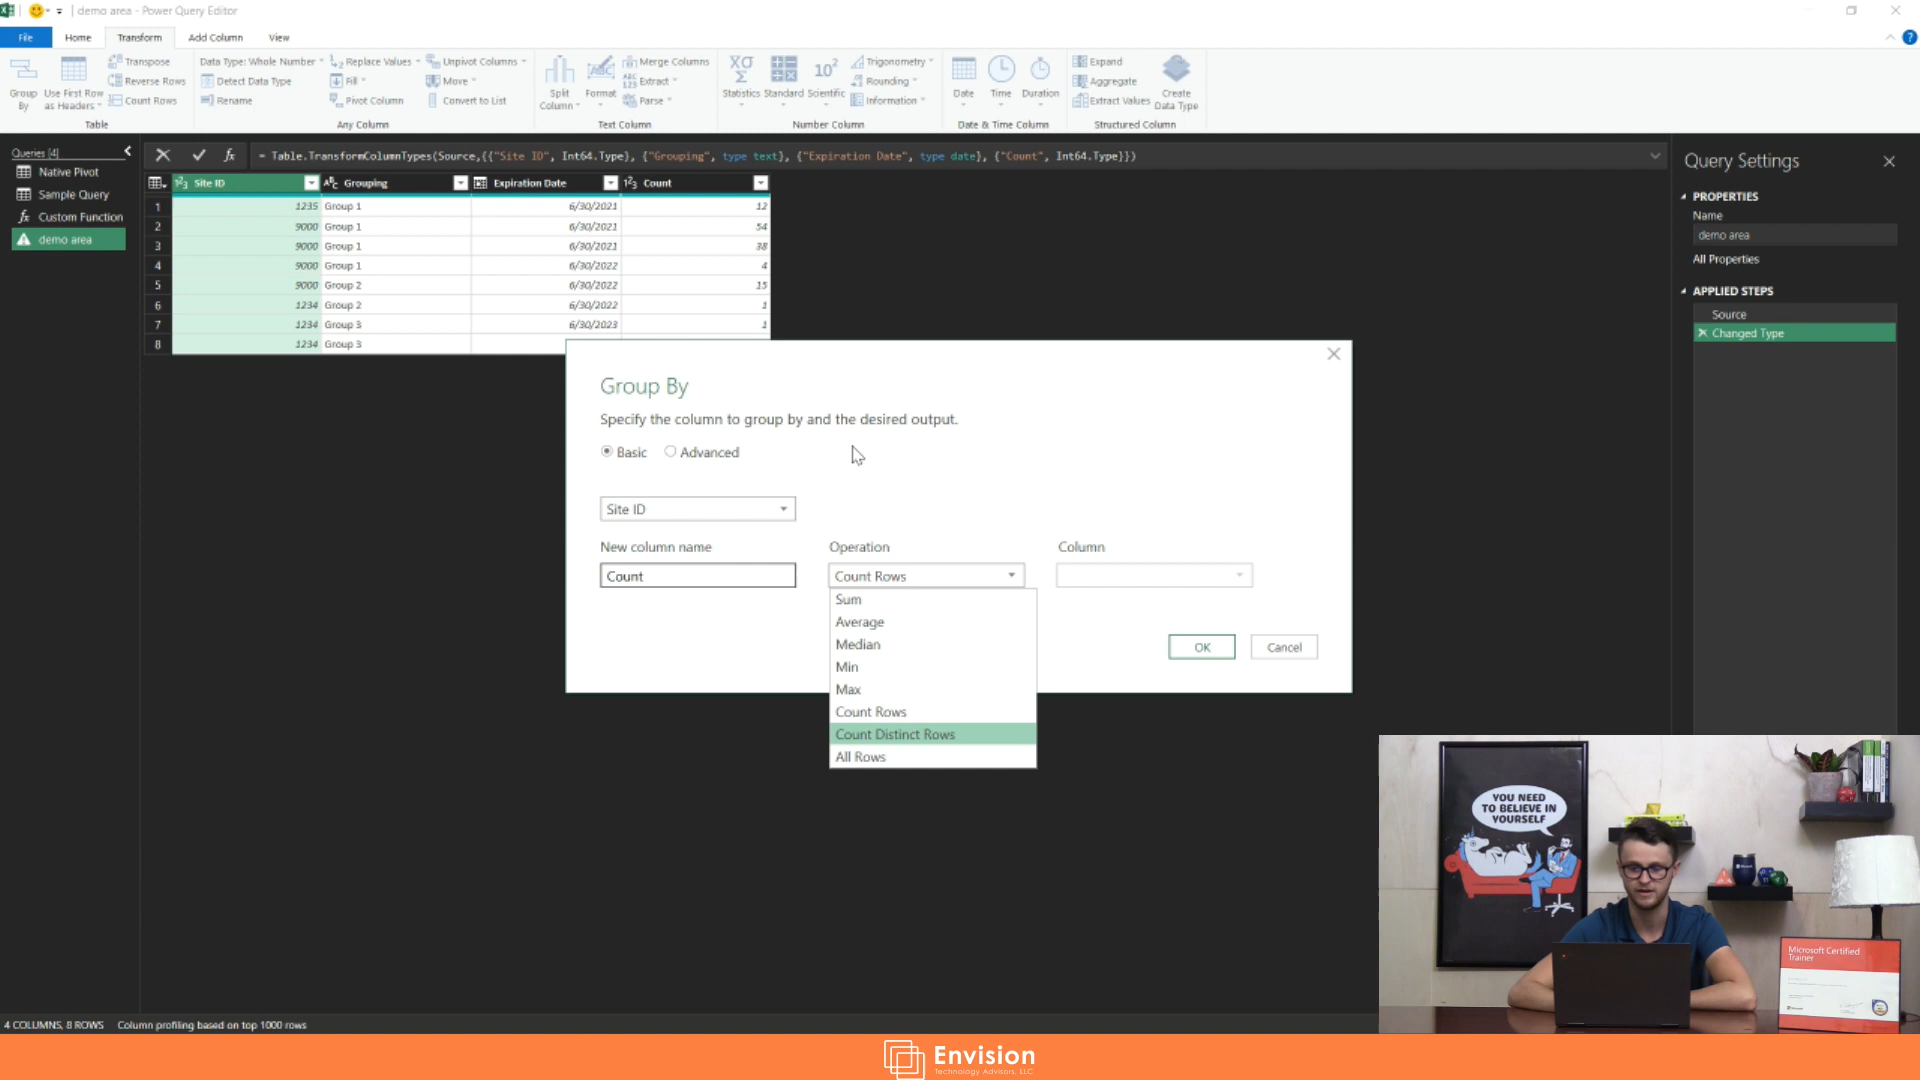 demo area - Power Query Editor
File Home Transform Add Column View
Group By
Use First Row as Headers
Transpose
Reverse Rows
Count Rows
Table
Data Type: Whole Number
Detect Data Type
Rename
Replace Values
Fill
Pivot Column
Unpivot Columns
Move
Convert to List
Any Column
Split Column
Format
Merge Columns
Extract
Parse
Text Column
Statistics Standard Scientific
Trigonometry
Rounding
Information
Number Column
Date Time Duration
Date & Time Column
Expand
Aggregate
Extract Values
Create Data Type
Structured Column
Queries [4]
Native Pivot
Sample Query
fx Custom Function
demo area
fx = Table.TransformColumnTypes(Source,{{"Site ID", Int64.Type}, {"Grouping", type text}, {"Expiration Date", type date}, {"Count", Int64.Type}})
Site ID Grouping Expiration Date Count
1 1235 Group 1 6/30/2021 12
2 9000 Group 1 6/30/2021 54
3 9000 Group 1 6/30/2021 38
4 9000 Group 1 6/30/2022 4
5 9000 Group 2 6/30/2022 15
6 1234 Group 2 6/30/2022 1
7 1234 Group 3 6/30/2023 1
8 1234 Group 3
Group By
Specify the column to group by and the desired output.
Basic Advanced
Site ID
New column name Operation Column
Count Count Rows
Sum
Average
Median
Min
Max
Count Rows
Count Distinct Rows
All Rows
OK Cancel
Query Settings
PROPERTIES
Name
demo area
All Properties
APPLIED STEPS
Source
Changed Type
YOU NEED
TO BELIEVE IN
YOURSELF
Microsoft Certified
Trainer
4 COLUMNS, 8 ROWS Column profiling based on top 1000 rows
Envision
Technology Advisors, LLC